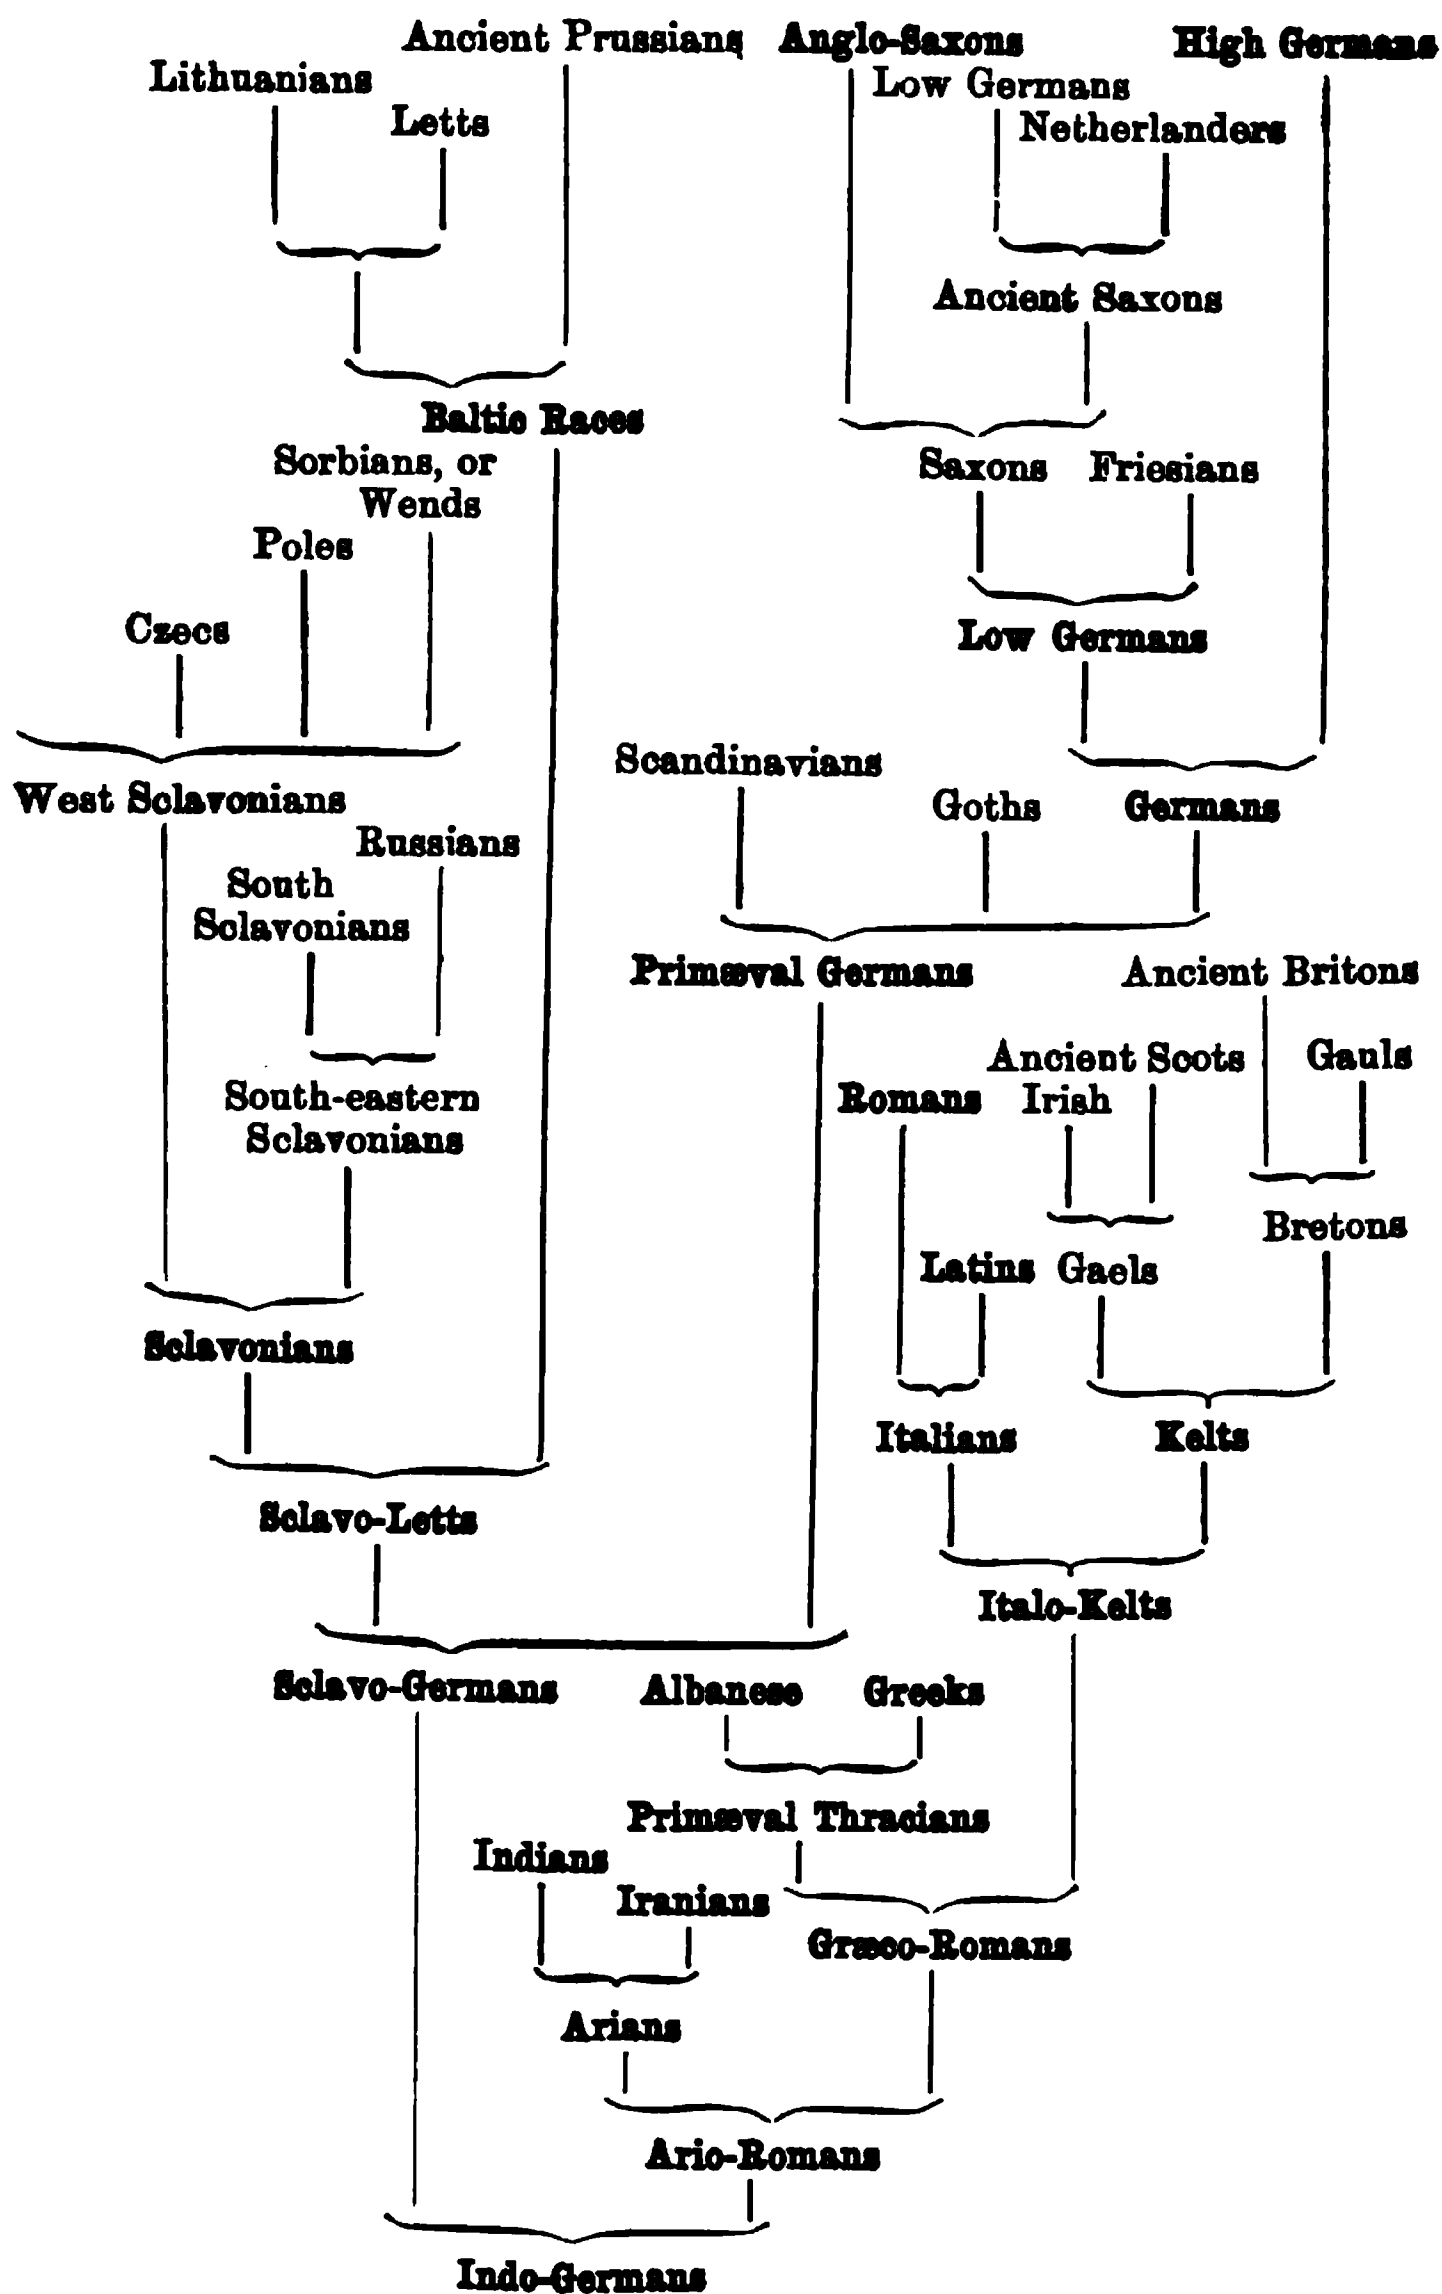 Ancient Prussians
Anglo-Saxons
High Germans
Lithuanians
Low Germans
Letts
Netherlanders
Ancient Saxons
Baltic Races
Sorbians, or
Wends
Saxons
Friesians
Poles
Czecs
Low Germans
Scandinavians
West Sclavonians
Goths
Germans
Russians
South
Sclavonians
Primæval Germans
Ancient Britons
Ancient Scots
Gauls
South-eastern
Sclavonians
Romans
Irish
Bretons
Latins
Gaels
Sclavonians
Italians
Kelts
Sclavo-Letts
Italo-Kelts
Sclavo-Germans
Albanese
Greeks
Primæval Thracians
Indians
Iranians
Græco-Romans
Arians
Ario-Romans
Indo-Germans